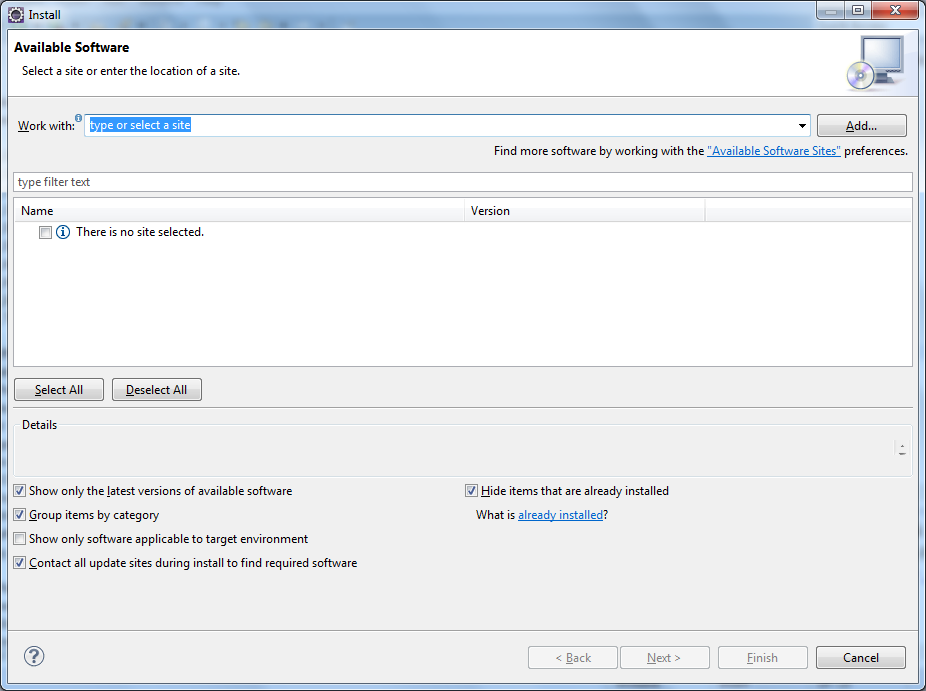 Install
Available Software
Select a site or enter the location of a site.
Work with: type or select a site Add...
Find more software by working with the "Available Software Sites" preferences.
type filter text
Name Version
There is no site selected.
Select All Deselect All
Details
Show only the latest versions of available software Hide items that are already installed
Group items by category What is already installed?
Show only software applicable to target environment
Contact all update sites during install to find required software
< Back Next > Finish Cancel